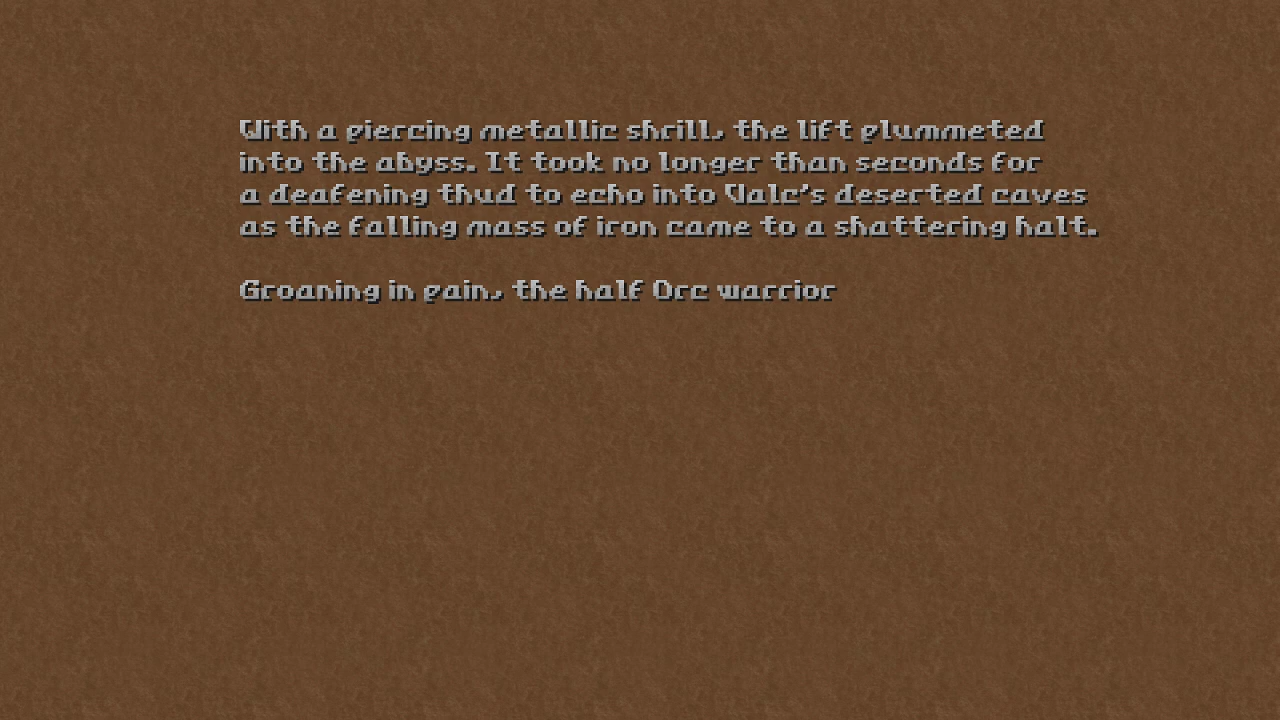 With a piercing metallic shrill, the lift plummeted
into the abyss. It took no longer than seconds for
a deafening thud to echo into Valc's deserted caves
as the falling mass of iron came to a shattering halt.
Groaning in pain, the half Orc warrior